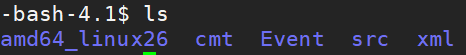 -bash-4.1$ ls
amd64_linux26  cmt  Event  src  xml